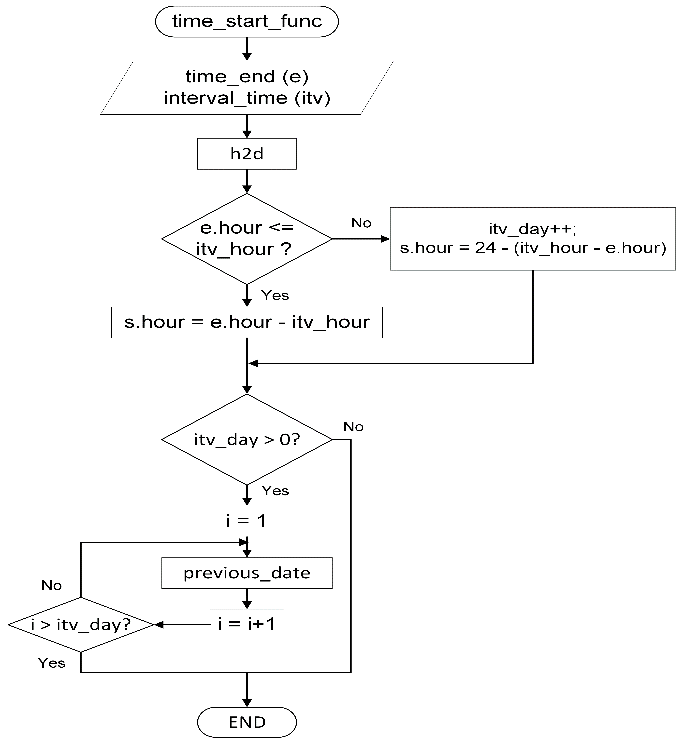 time_start_func
time_end (e)
interval_time (itv)
h2d
e.hour <=
itv_hour ?
No
itv_day++;
s.hour = 24 - (itv_hour - e.hour)
Yes
s.hour = e.hour - itv_hour
itv_day > 0?
No
Yes
i = 1
previous_date
No
i > itv_day?
i = i+1
Yes
END